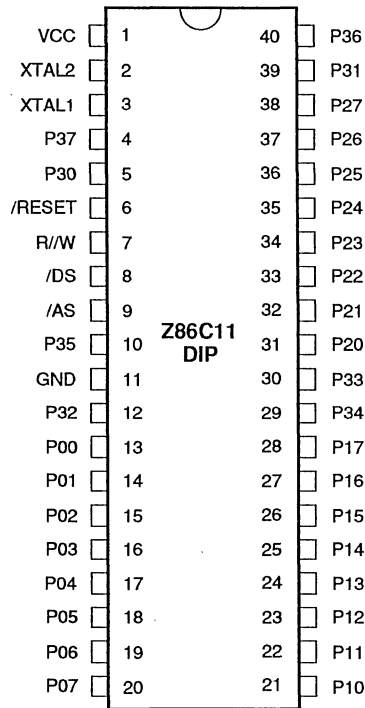 VCC 1 40 P36
XTAL2 2 39 P31
XTAL1 3 38 P27
P37 4 37 P26
P30 5 36 P25
/RESET 6 35 P24
R//W 7 34 P23
/DS 8 33 P22
/AS 9 32 P21
Z86C11
P35 10 31 P20
DIP
GND 11 30 P33
P32 12 29 P34
P00 13 28 P17
P01 14 27 P16
P02 15 26 P15
P03 16 25 P14
P04 17 24 P13
P05 18 23 P12
P06 19 22 P11
P07 20 21 P10